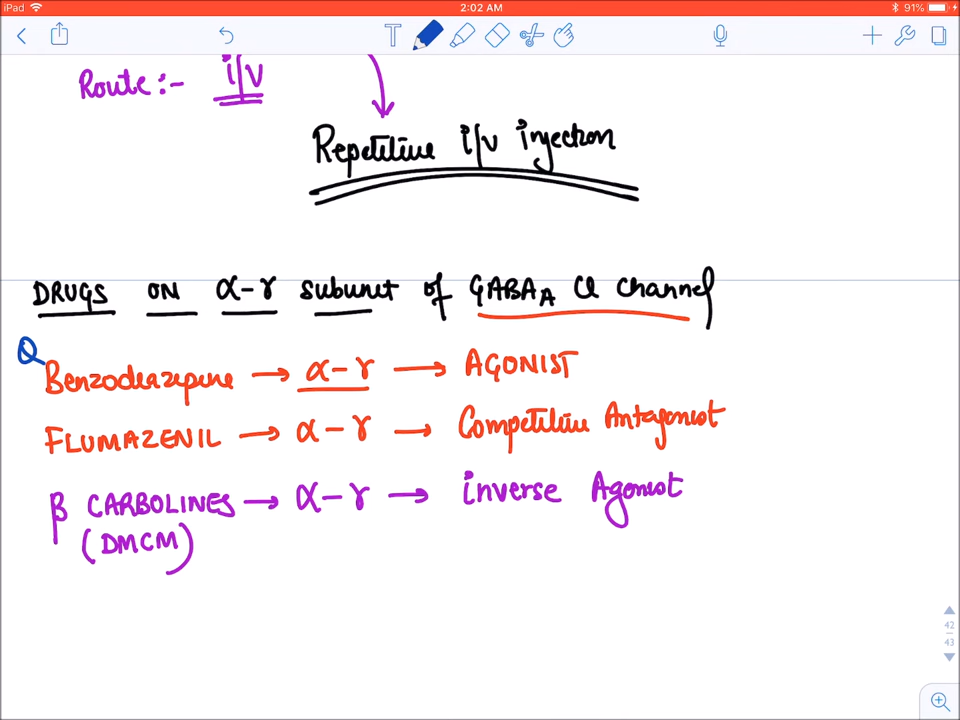 iPad 2:02 AM 91%
T
Route :- i/v
Repetitive i/v injection
DRUGS ON α-γ subunit of GABAA Cl channel
Q
Benzodeazepine → α-γ → AGONIST
FLUMAZENIL → α-γ → Competitive Antagonist
β CARBOLINES → α-γ → inverse Agonist
(DMCM)
42
43